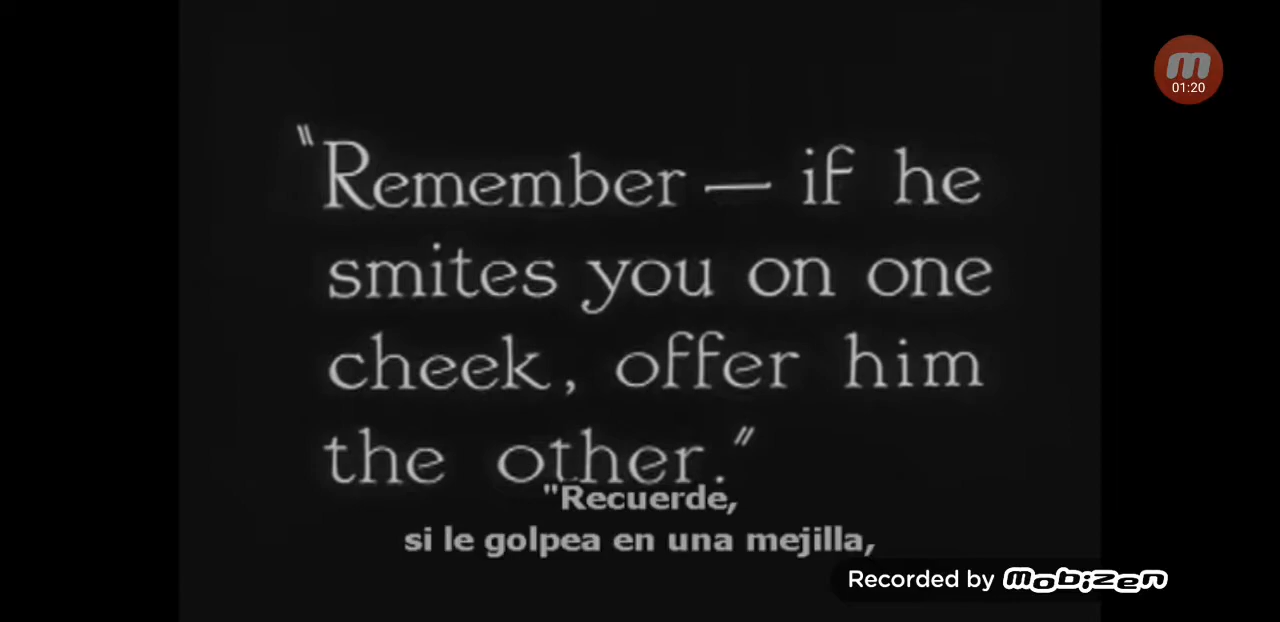 01:20
"Remember — if he
smites you on one
cheek, offer him
the other."
"Recuerde,
si le golpea en una mejilla,
Recorded by mobizen